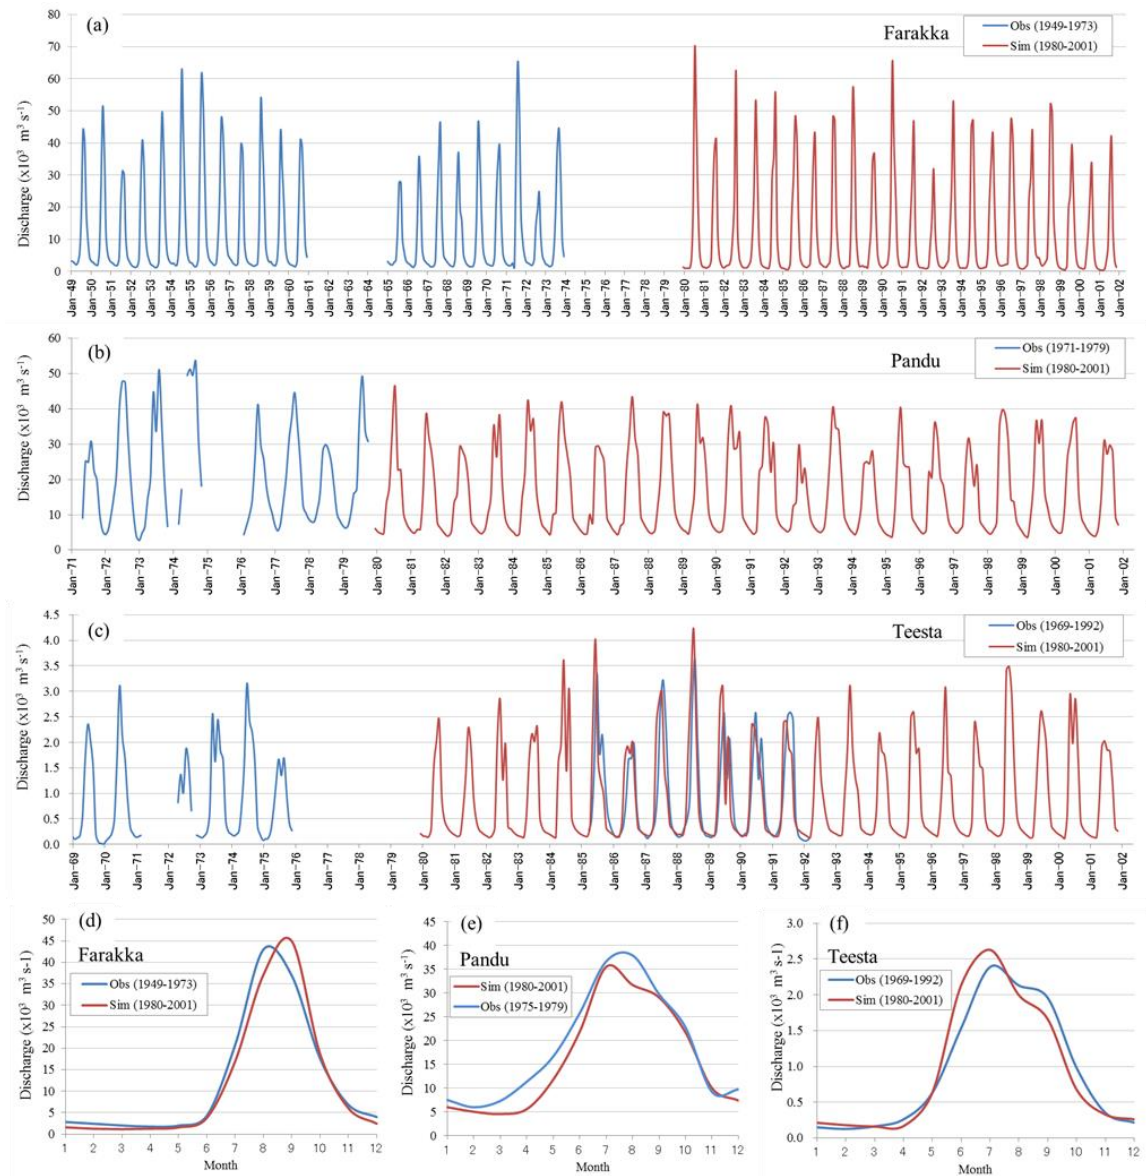 (a)
Farakka
Obs (1949-1973)
Sim (1980-2001)
Discharge (x10³ m³ s⁻¹)
80
70
60
50
40
30
20
10
0
Jan-49 Jan-50 Jan-51 Jan-52 Jan-53 Jan-54 Jan-55 Jan-56 Jan-57 Jan-58 Jan-59 Jan-60 Jan-61 Jan-62 Jan-63 Jan-64 Jan-65 Jan-66 Jan-67 Jan-68 Jan-69 Jan-70 Jan-71 Jan-72 Jan-73 Jan-74 Jan-75 Jan-76 Jan-77 Jan-78 Jan-79 Jan-80 Jan-81 Jan-82 Jan-83 Jan-84 Jan-85 Jan-86 Jan-87 Jan-88 Jan-89 Jan-90 Jan-91 Jan-92 Jan-93 Jan-94 Jan-95 Jan-96 Jan-97 Jan-98 Jan-99 Jan-00 Jan-01 Jan-02
(b)
Pandu
Obs (1971-1979)
Sim (1980-2001)
Discharge (x10³ m³ s⁻¹)
60
50
40
30
20
10
0
Jan-71 Jan-72 Jan-73 Jan-74 Jan-75 Jan-76 Jan-77 Jan-78 Jan-79 Jan-80 Jan-81 Jan-82 Jan-83 Jan-84 Jan-85 Jan-86 Jan-87 Jan-88 Jan-89 Jan-90 Jan-91 Jan-92 Jan-93 Jan-94 Jan-95 Jan-96 Jan-97 Jan-98 Jan-99 Jan-00 Jan-01 Jan-02
(c)
Teesta
Obs (1969-1992)
Sim (1980-2001)
Discharge (x10³ m³ s⁻¹)
4.5
4.0
3.5
3.0
2.5
2.0
1.5
1.0
0.5
0.0
Jan-69 Jan-70 Jan-71 Jan-72 Jan-73 Jan-74 Jan-75 Jan-76 Jan-77 Jan-78 Jan-79 Jan-80 Jan-81 Jan-82 Jan-83 Jan-84 Jan-85 Jan-86 Jan-87 Jan-88 Jan-89 Jan-90 Jan-91 Jan-92 Jan-93 Jan-94 Jan-95 Jan-96 Jan-97 Jan-98 Jan-99 Jan-00 Jan-01 Jan-02
(d)
Farakka
Obs (1949-1973)
Sim (1980-2001)
Discharge (x10³ m³ s-1)
50
45
40
35
30
25
20
15
10
5
0
1 2 3 4 5 6 7 8 9 10 11 12
Month
(e)
Pandu
Sim (1980-2001)
Obs (1975-1979)
Discharge (x10³ m³ s⁻¹)
45
40
35
30
25
20
15
10
5
0
1 2 3 4 5 6 7 8 9 10 11 12
Month
(f)
Teesta
Obs (1969-1992)
Sim (1980-2001)
Discharge (x10³ m³ s-1)
3.0
2.5
2.0
1.5
1.0
0.5
0.0
1 2 3 4 5 6 7 8 9 10 11 12
Month